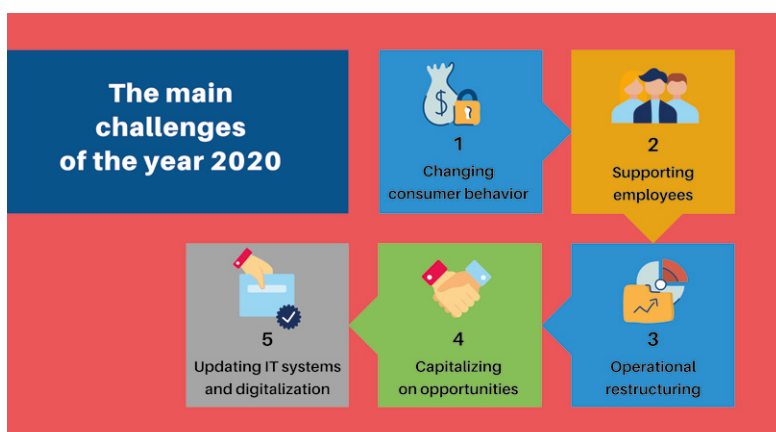 The main
challenges
of the year 2020
$
1
Changing
consumer behavior
2
Supporting
employees
3
Operational
restructuring
4
Capitalizing
on opportunities
5
Updating IT systems
and digitalization